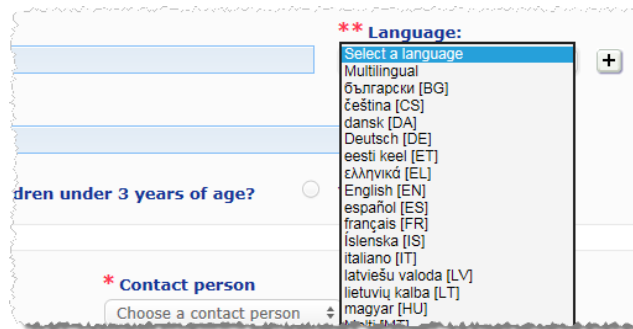 ** Language:
Select a language
Multilingual
български [BG]
čeština [CS]
dansk [DA]
Deutsch [DE]
eesti keel [ET]
ελληνικά [EL]
English [EN]
español [ES]
français [FR]
Íslenska [IS]
italiano [IT]
latviešu valoda [LV]
lietuvių kalba [LT]
magyar [HU]
dren under 3 years of age?
* Contact person
Choose a contact person